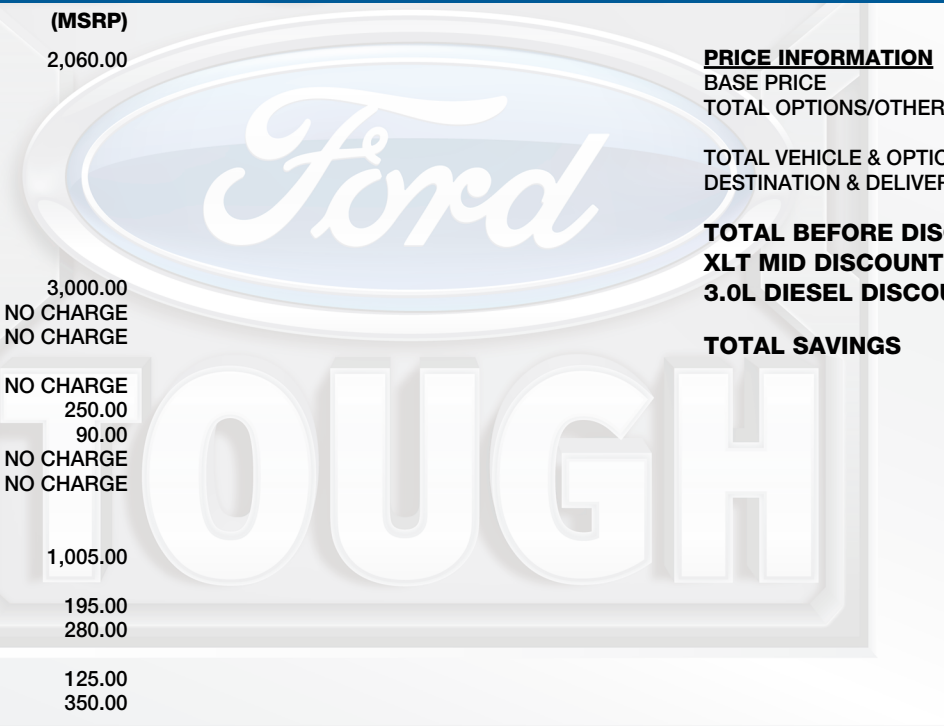 (MSRP)
2,060.00
3,000.00
NO CHARGE
NO CHARGE
NO CHARGE
250.00
90.00
NO CHARGE
NO CHARGE
1,005.00
195.00
280.00
125.00
350.00
Ford
TOUGH
PRICE INFORMATION
BASE PRICE
TOTAL OPTIONS/OTHER
TOTAL VEHICLE & OPTIO
DESTINATION & DELIVER
TOTAL BEFORE DISC
XLT MID DISCOUNT
3.0L DIESEL DISCOU
TOTAL SAVINGS